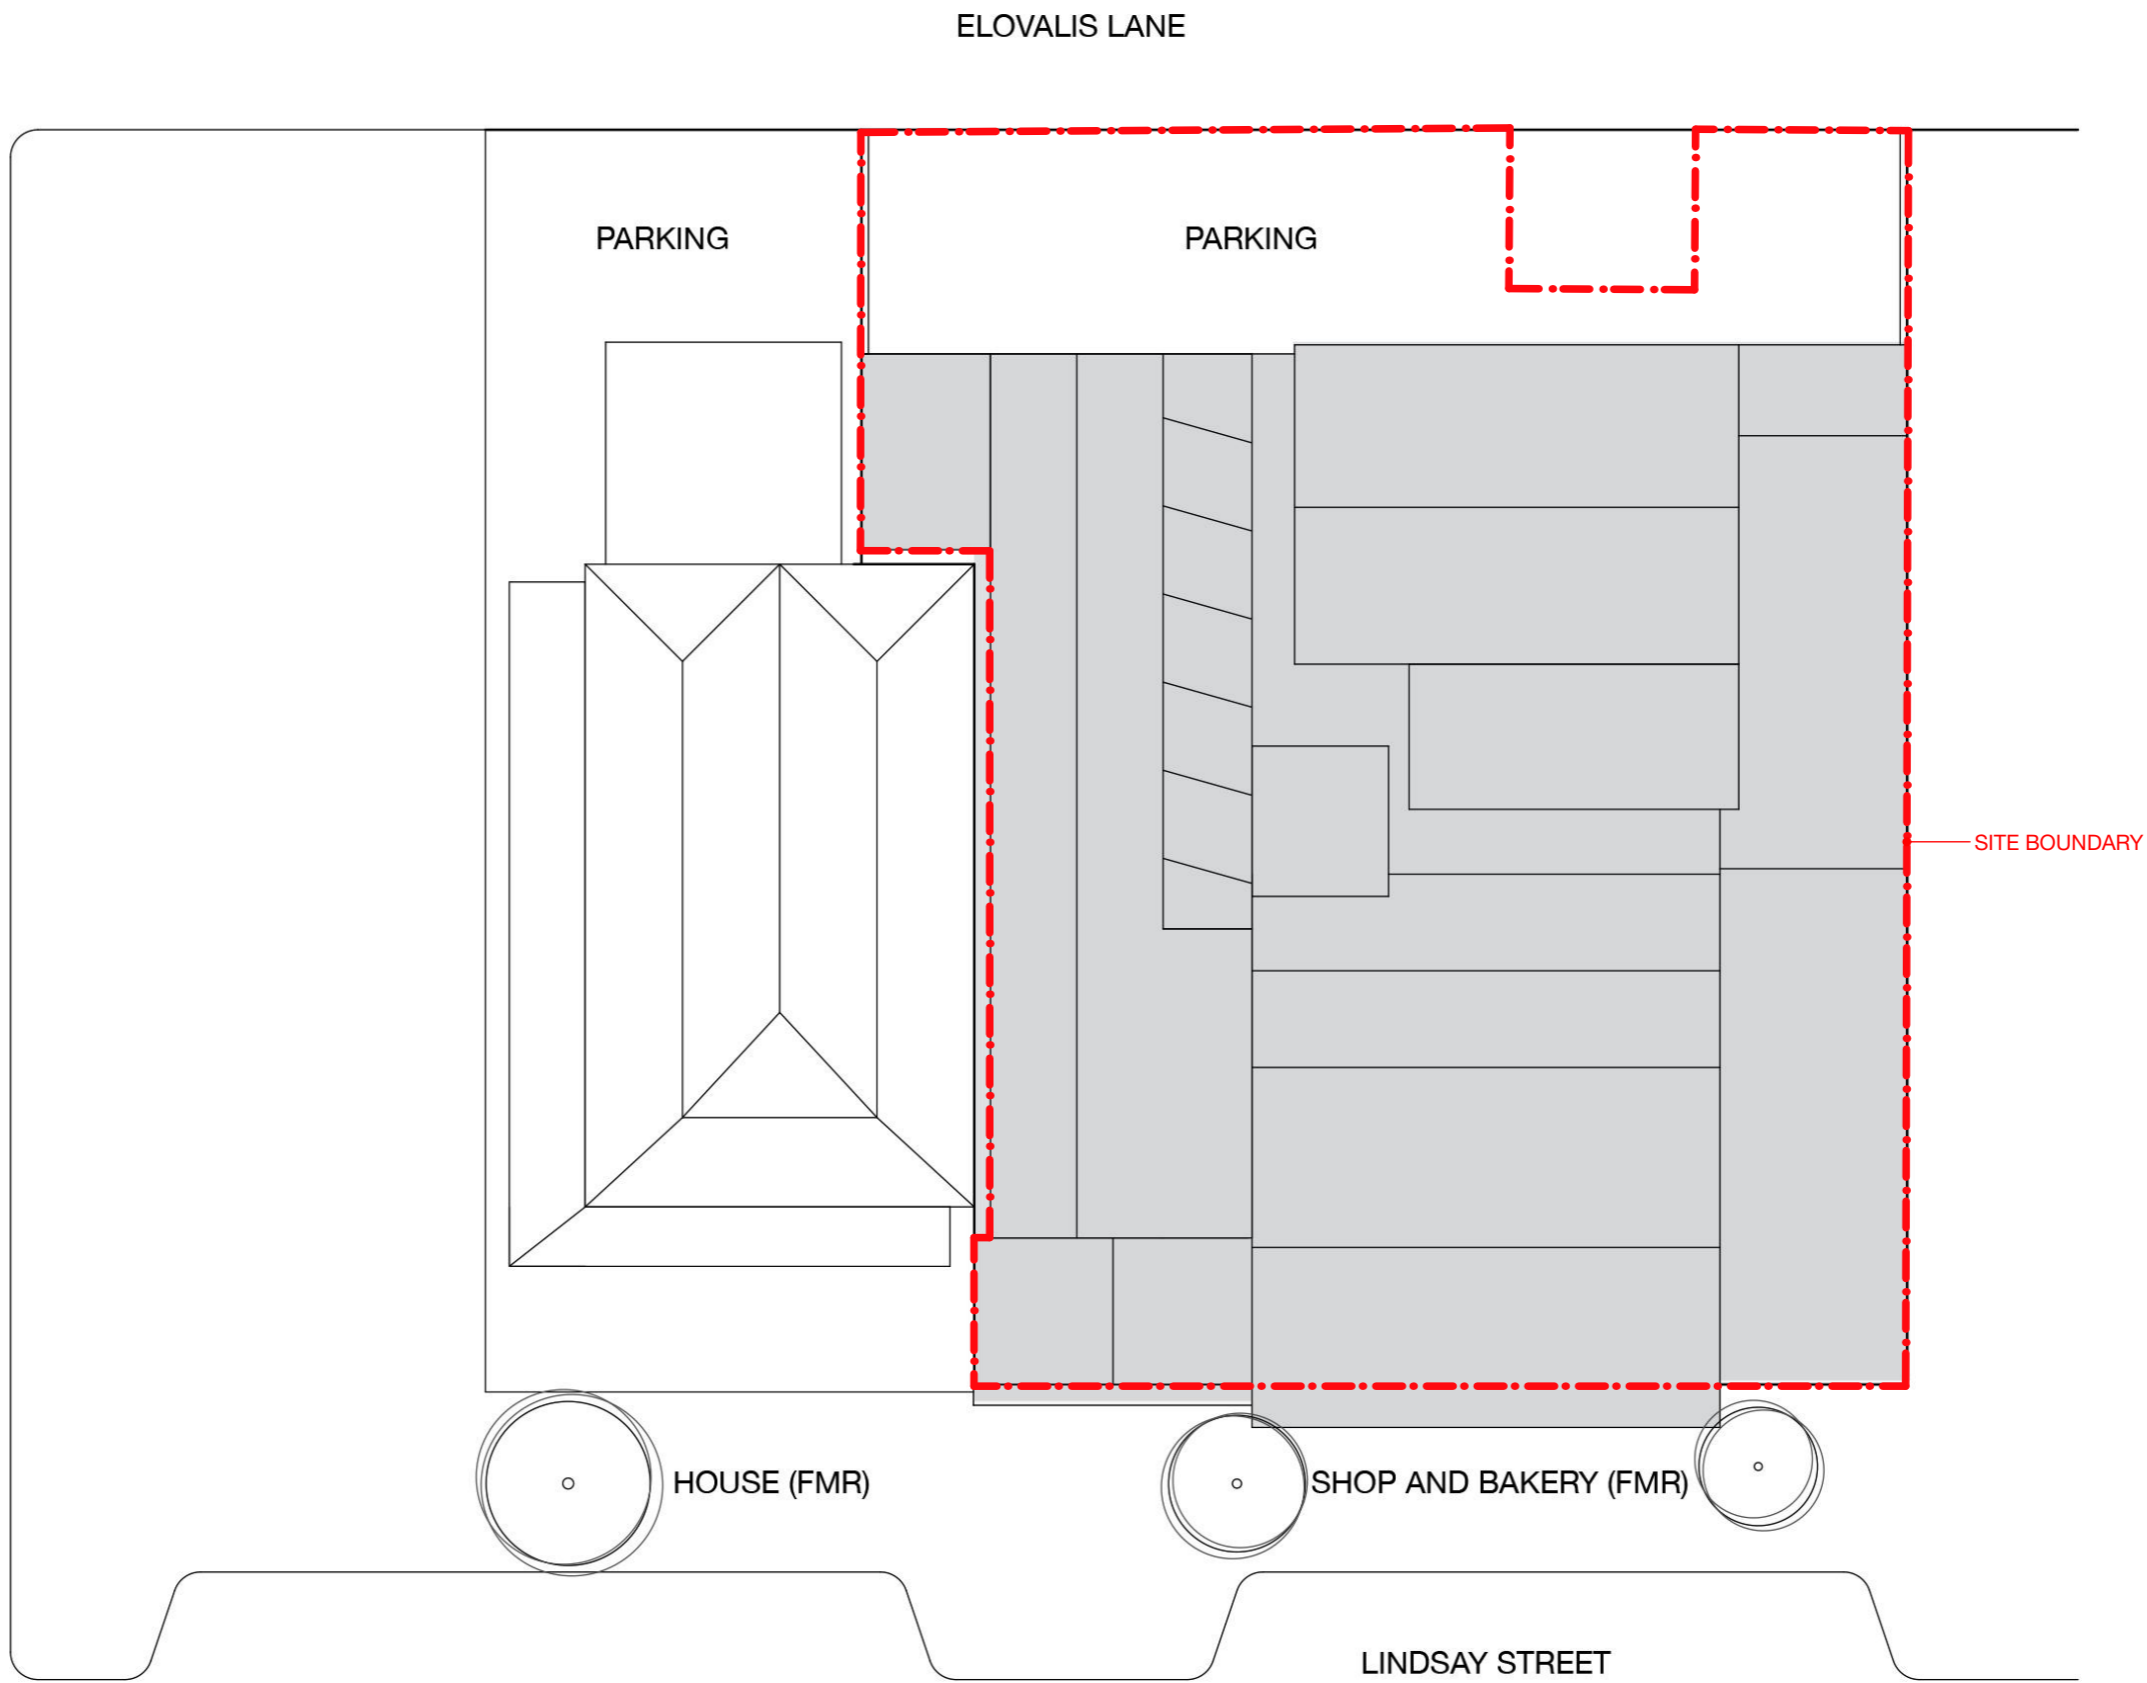 ELOVALIS LANE
PARKING
PARKING
SITE BOUNDARY
HOUSE (FMR)
SHOP AND BAKERY (FMR)
LINDSAY STREET